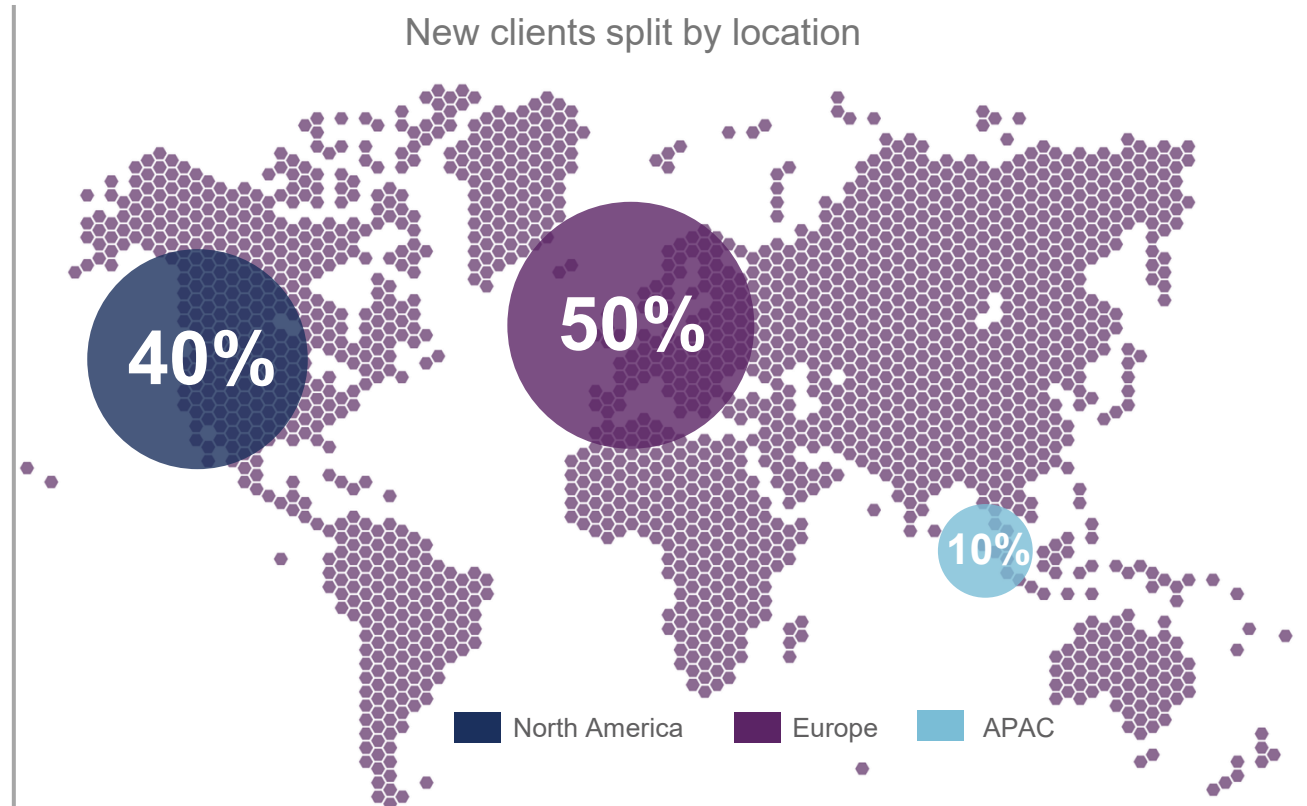 New clients split by location
50%
40%
10%
North America
Europe
APAC